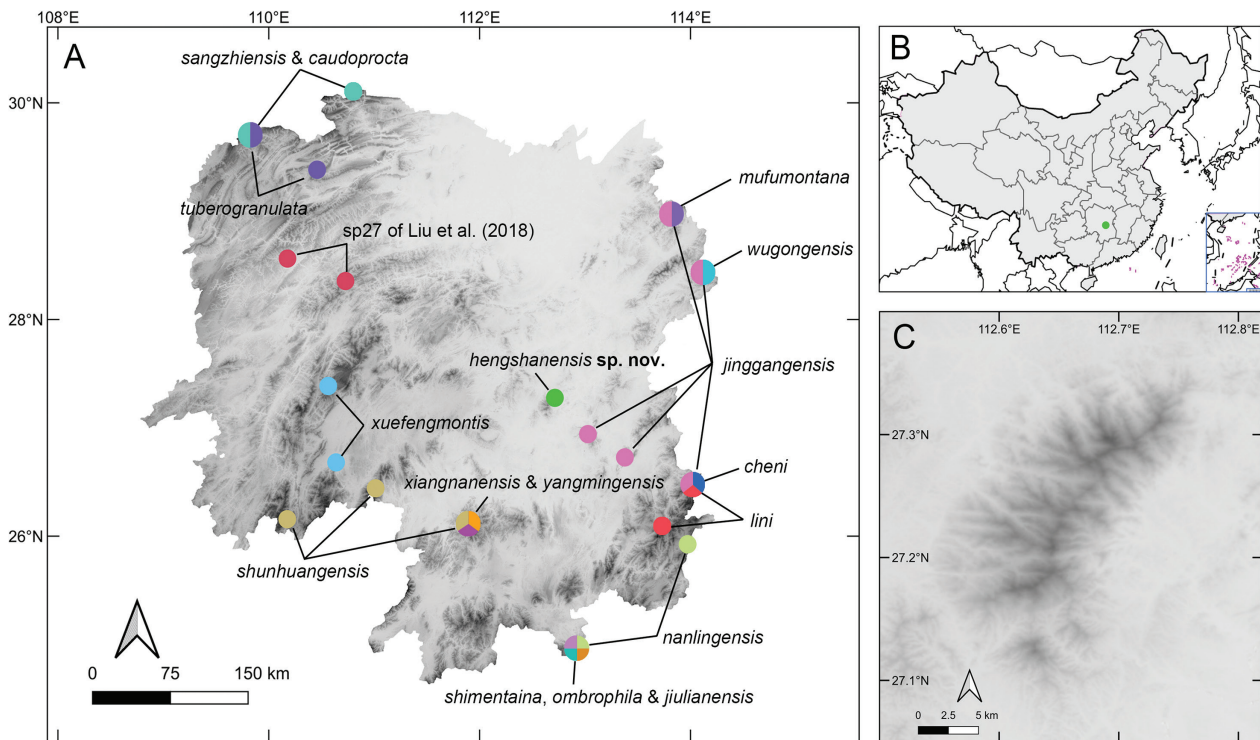 108°E 110°E 112°E 114°E
A
sangzhiensis & caudoprocta
30°N
tuberogranulata
sp27 of Liu et al. (2018)
mufumontana
wugongensis
28°N
hengshanensis sp. nov.
jinggangensis
xuefengmontis
cheni
xiangnanensis & yangmingensis
lini
26°N
shunhuangensis
nanlingensis
0 75 150 km
shimentaina, ombrophila & jiulianensis
B
C
112.6°E 112.7°E 112.8°E
27.3°N
27.2°N
27.1°N
0 2.5 5 km